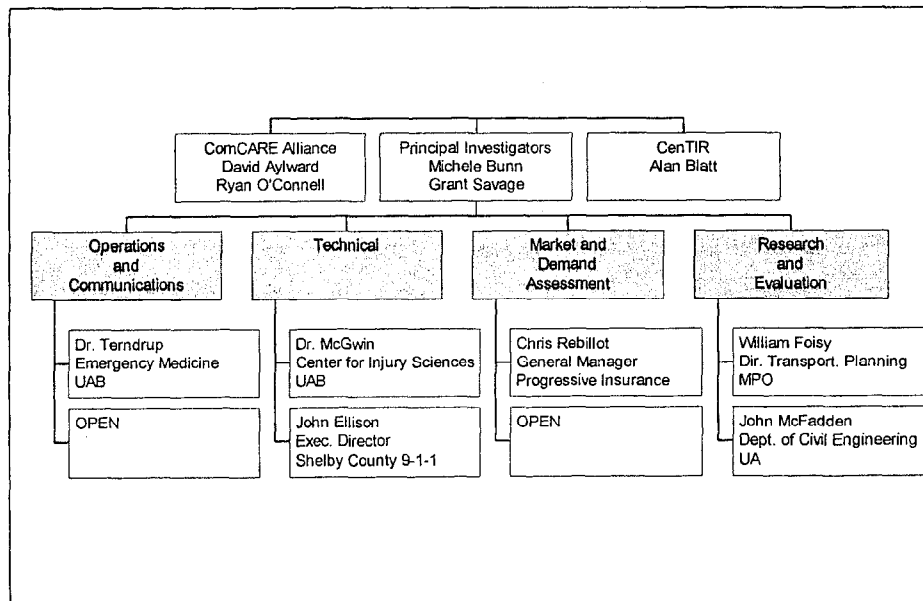 ComCARE Alliance
David Aylward
Ryan O'Connell
Principal Investigators
Michele Bunn
Grant Savage
CenTIR
Alan Blatt
Operations
and
Communications
Technical
Market and
Demand
Assessment
Research
and
Evaluation
Dr. Terndrup
Emergency Medicine
UAB
OPEN
Dr. McGwin
Center for Injury Sciences
UAB
John Ellison
Exec. Director
Shelby County 9-1-1
Chris Rebillot
General Manager
Progressive Insurance
OPEN
William Foisy
Dir. Transport. Planning
MPO
John McFadden
Dept. of Civil Engineering
UA